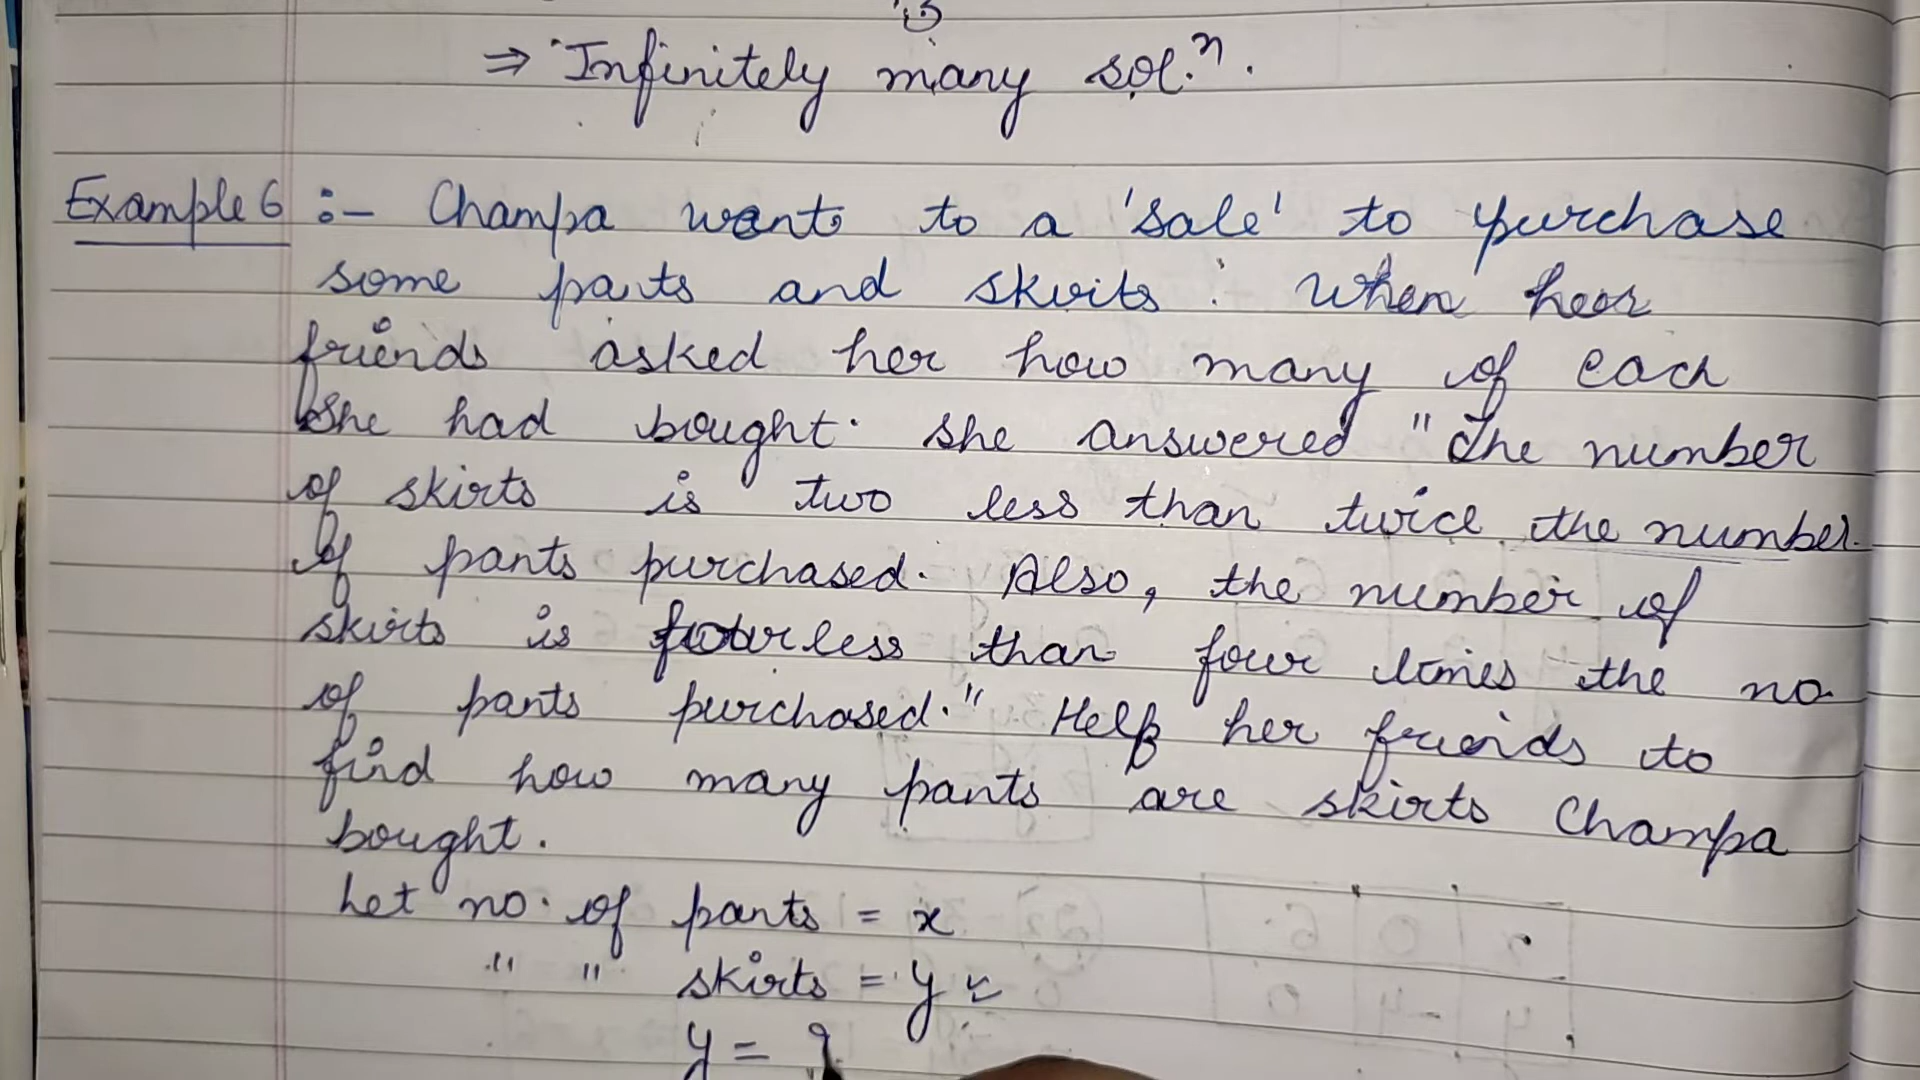 ⇒ Infinitely many sol.ⁿ.
Example 6 :- Champa wents to a 'sale' to purchase
some pants and skirts. When her
friends asked her how many of each
she had bought. she answered "The number
of skirts is two less than twice the number
of pants purchased. Also, the number of
skirts is four less than four times the no.
of pants purchased." Help her friends to
find how many pants are skirts Champa
bought.
Let no. of pants = x
" " skirts = y
y =